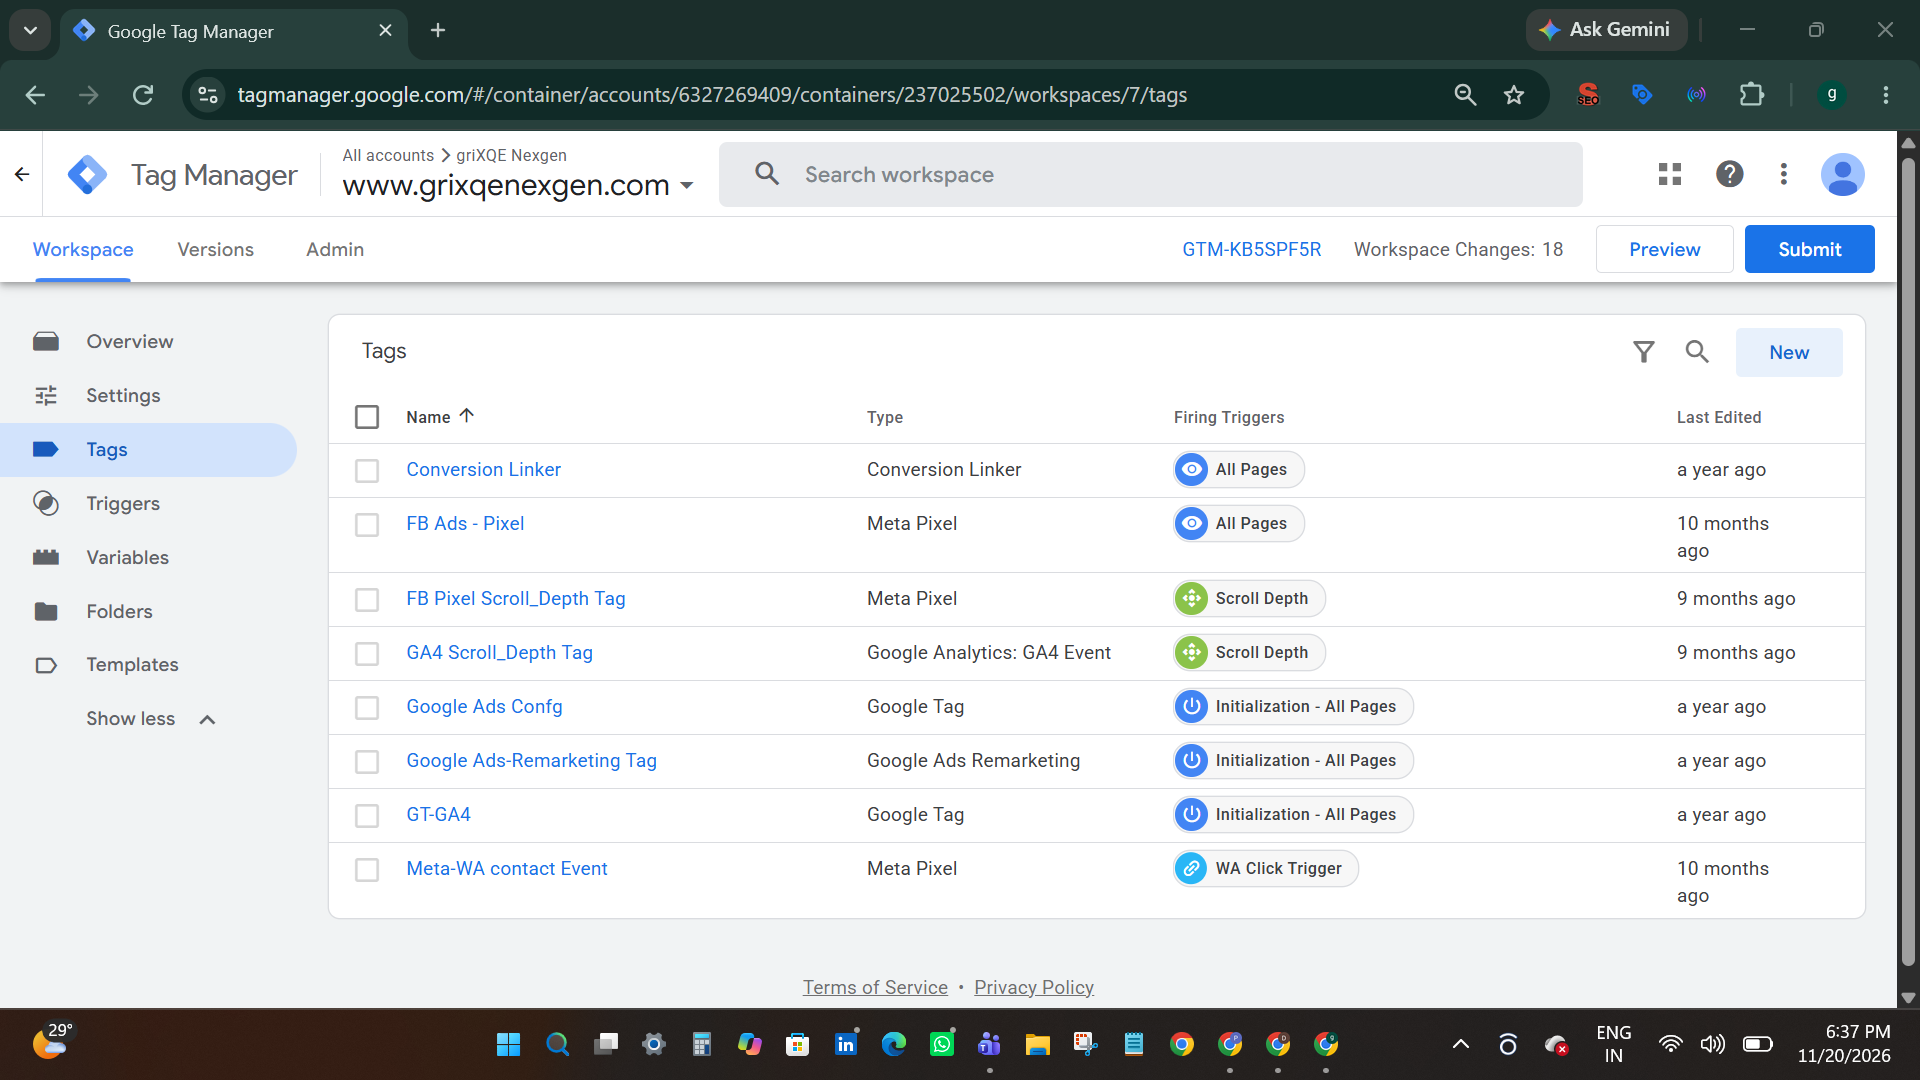 Google Tag Manager
Ask Gemini
tagmanager.google.com/#/container/accounts/6327269409/containers/237025502/workspaces/7/tags
SEO
g
Tag Manager
All accounts > griXQE Nexgen
www.grixqenexgen.com
Search workspace
Workspace
Versions
Admin
GTM-KB5SPF5R
Workspace Changes: 18
Preview
Submit
Overview
Settings
Tags
Triggers
Variables
Folders
Templates
Show less
Tags
New
Name Type Firing Triggers Last Edited
Conversion Linker Conversion Linker All Pages a year ago
FB Ads - Pixel Meta Pixel All Pages 10 months
ago
FB Pixel Scroll_Depth Tag Meta Pixel Scroll Depth 9 months ago
GA4 Scroll_Depth Tag Google Analytics: GA4 Event Scroll Depth 9 months ago
Google Ads Confg Google Tag Initialization - All Pages a year ago
Google Ads-Remarketing Tag Google Ads Remarketing Initialization - All Pages a year ago
GT-GA4 Google Tag Initialization - All Pages a year ago
Meta-WA contact Event Meta Pixel WA Click Trigger 10 months
ago
Terms of Service • Privacy Policy
29°
ENG
IN
6:37 PM
11/20/2026